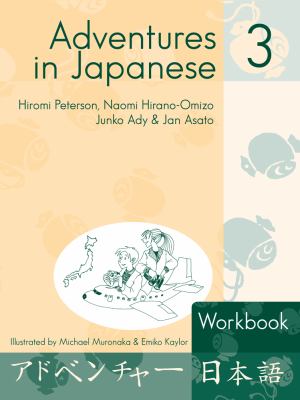 Adventures
in Japanese
3
Hiromi Peterson, Naomi Hirano-Omizo
Junko Ady & Jan Asato
Workbook
Illustrated by Michael Muronaka & Emiko Kaylor
アドベンチャー 日本語